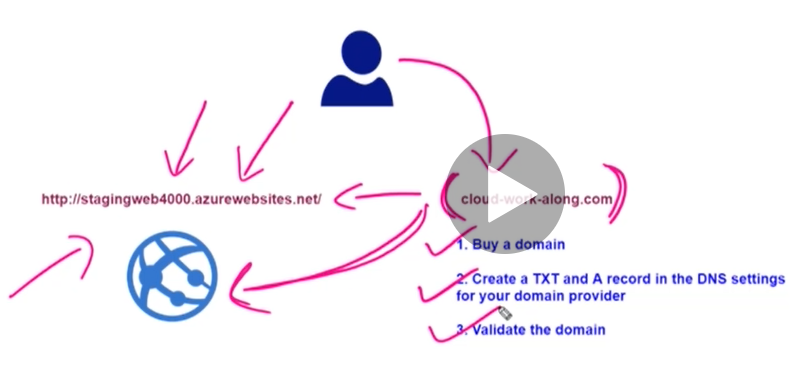 http://stagingweb4000.azurewebsites.net/
cloud-work-along.com
1. Buy a domain
2. Create a TXT and A record in the DNS settings
for your domain provider
3. Validate the domain